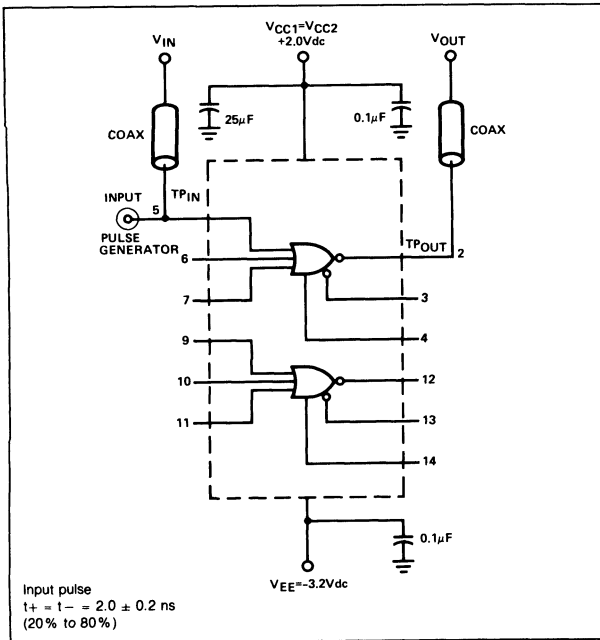 VCC1=VCC2
+2.0Vdc
VIN
VOUT
25µF
0.1µF
COAX
COAX
TPIN
INPUT
5
PULSE
GENERATOR
TPOUT
2
6
3
7
4
9
10
12
11
13
14
0.1µF
VEE=-3.2Vdc
Input pulse
t+ = t- = 2.0 ± 0.2 ns
(20% to 80%)